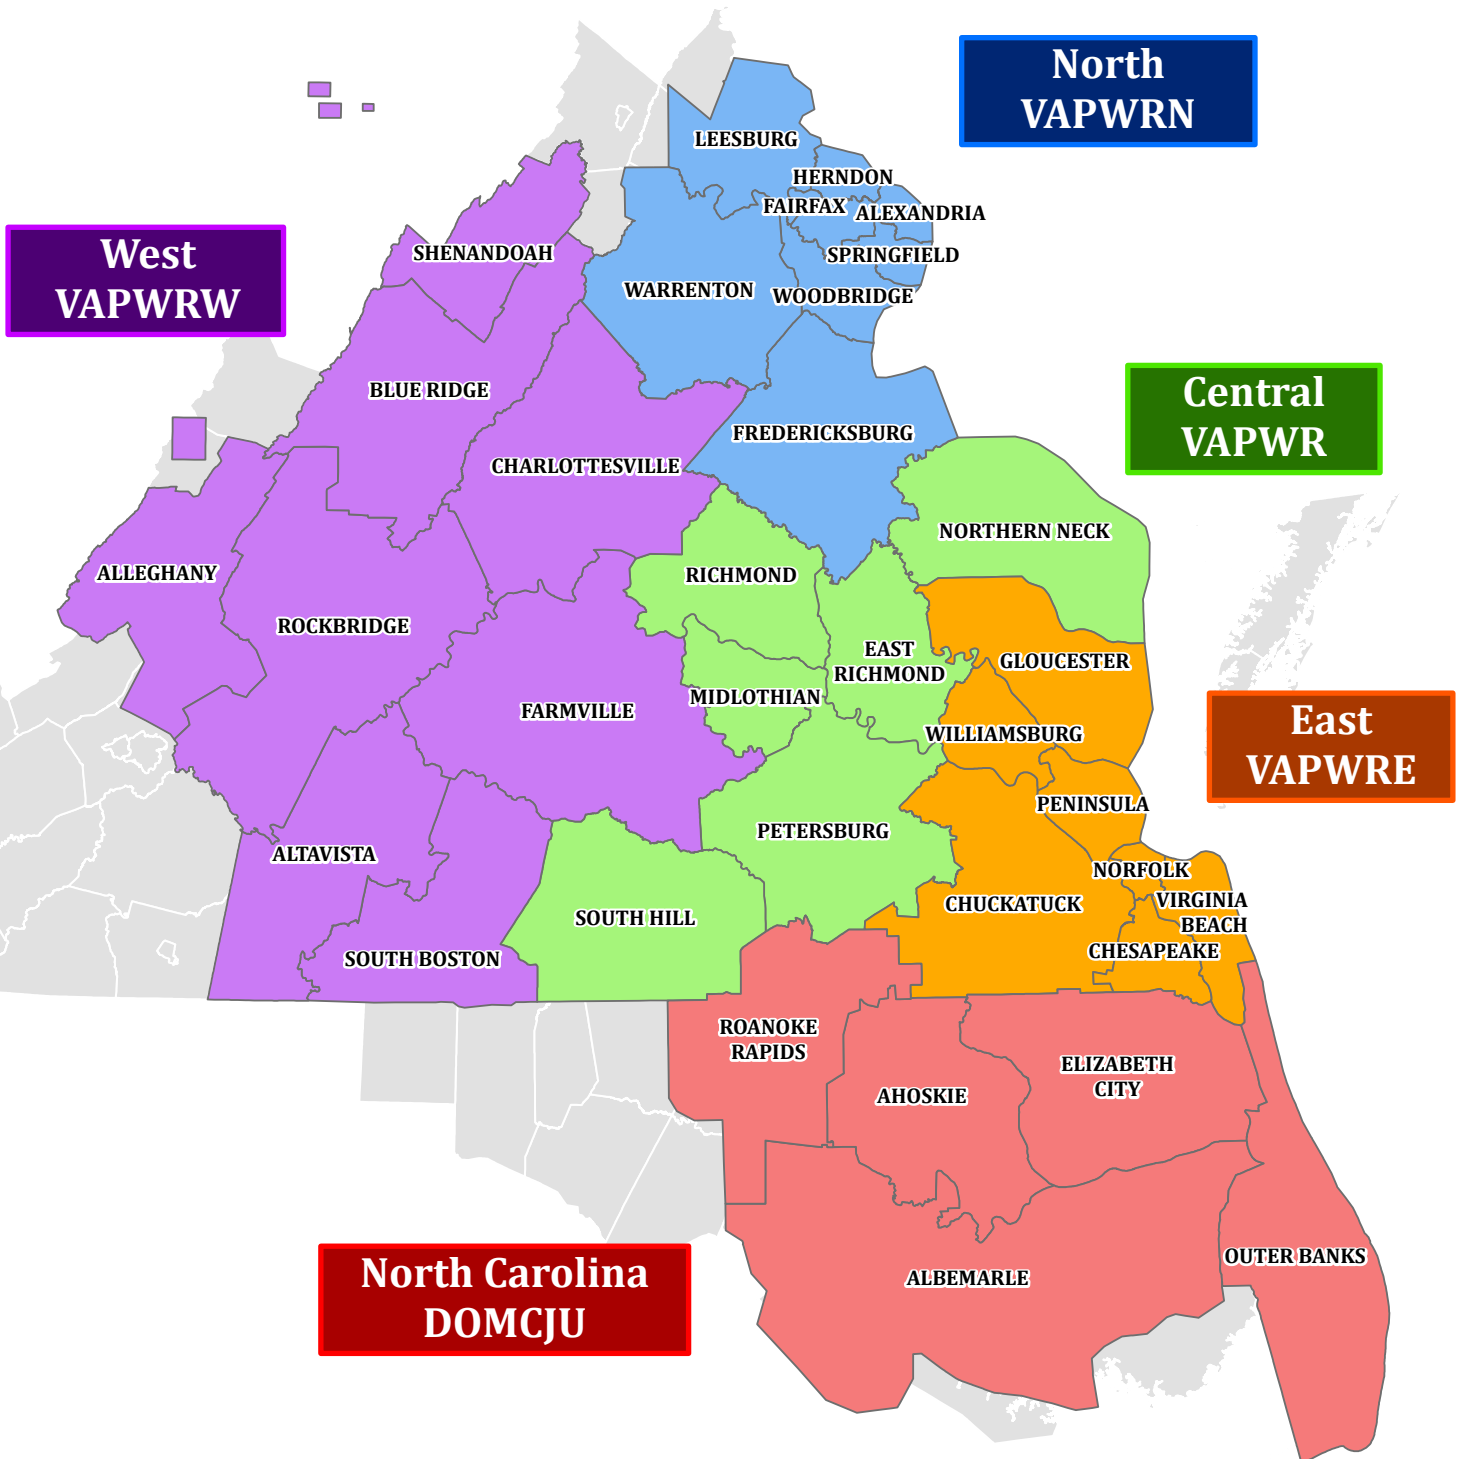 North
VAPWRN
LEESBURG
HERNDON
FAIRFAX
ALEXANDRIA
SPRINGFIELD
WARRENTON
WOODBRIDGE
West
VAPWRW
SHENANDOAH
BLUE RIDGE
FREDERICKSBURG
CHARLOTTESVILLE
Central
VAPWR
NORTHERN NECK
ALLEGHANY
RICHMOND
ROCKBRIDGE
EAST
RICHMOND
GLOUCESTER
MIDLOTHIAN
FARMVILLE
WILLIAMSBURG
East
VAPWRE
PENINSULA
PETERSBURG
ALTAVISTA
NORFOLK
CHUCKATUCK
VIRGINIA
BEACH
SOUTH HILL
CHESAPEAKE
SOUTH BOSTON
ROANOKE
RAPIDS
ELIZABETH
CITY
AHOSKIE
OUTER BANKS
ALBEMARLE
North Carolina
DOMCJU